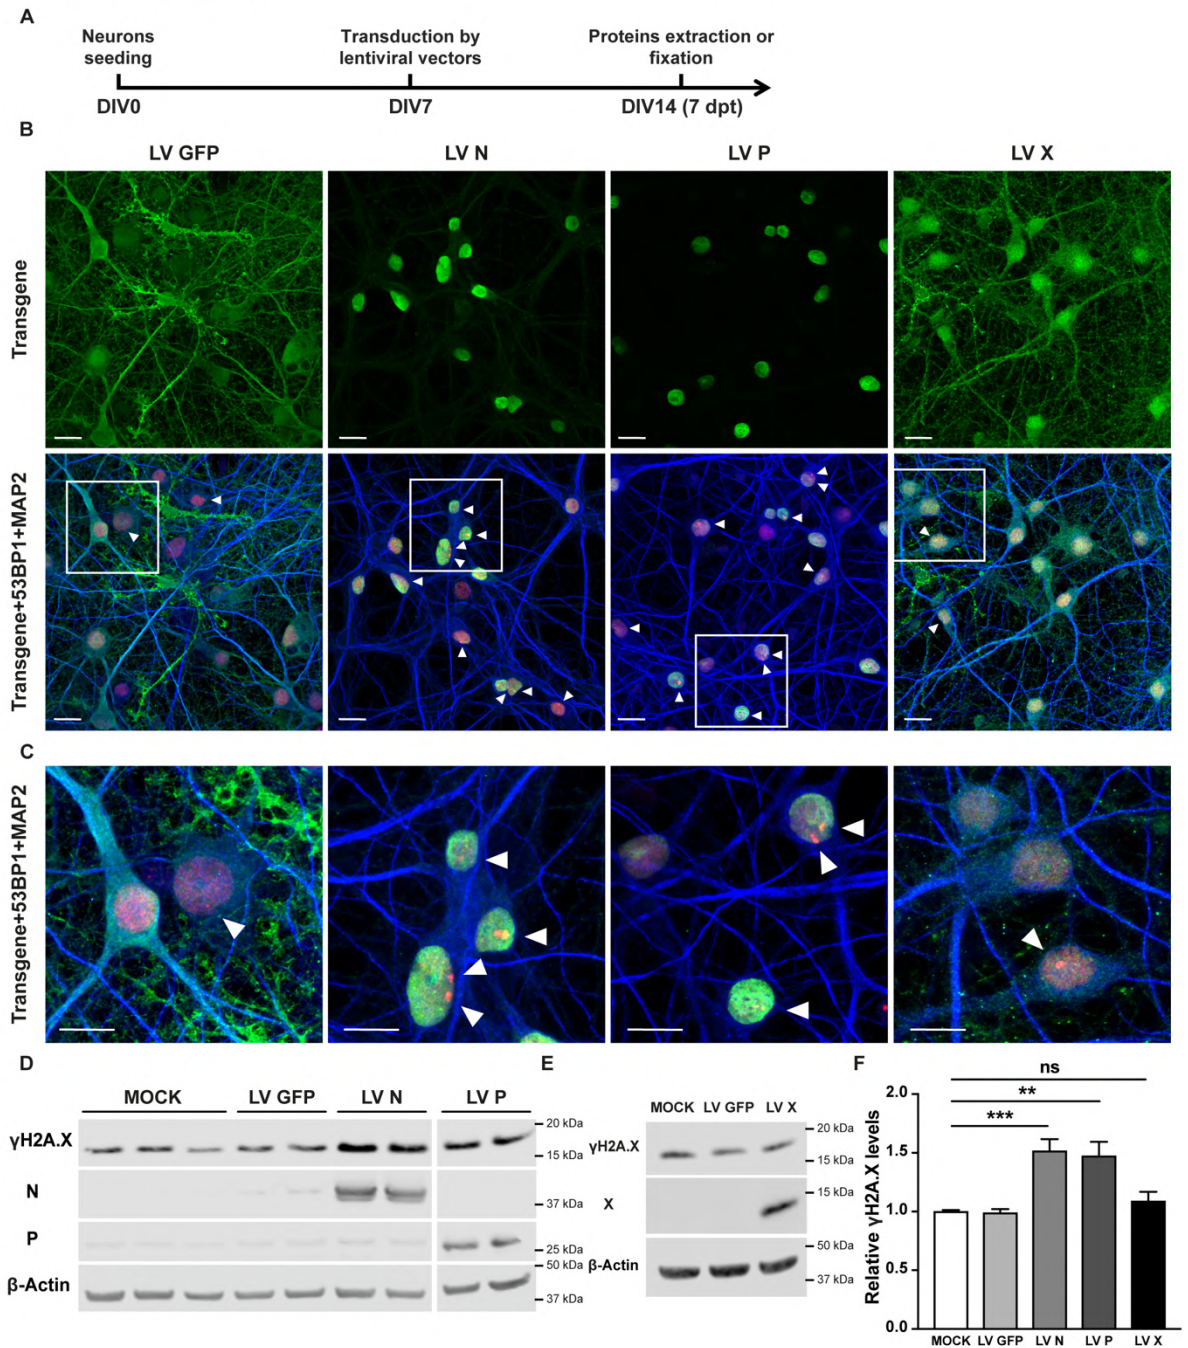 A
Neurons
seeding
Transduction by
lentiviral vectors
Proteins extraction or
fixation
DIV0
DIV7
DIV14 (7 dpt)
B
LV GFP
LV N
LV P
LV X
Transgene
Transgene+53BP1+MAP2
C
Transgene+53BP1+MAP2
D
MOCK
LV GFP
LV N
LV P
γH2A.X
20 kDa
15 kDa
N
37 kDa
P
25 kDa
50 kDa
β-Actin
37 kDa
E
MOCK LV GFP LV X
γH2A.X
20 kDa
15 kDa
X
15 kDa
50 kDa
β-Actin
37 kDa
F
Relative γH2A.X levels
2.0
1.5
1.0
0.5
0.0
ns
**
***
MOCK LV GFP LV N LV P LV X